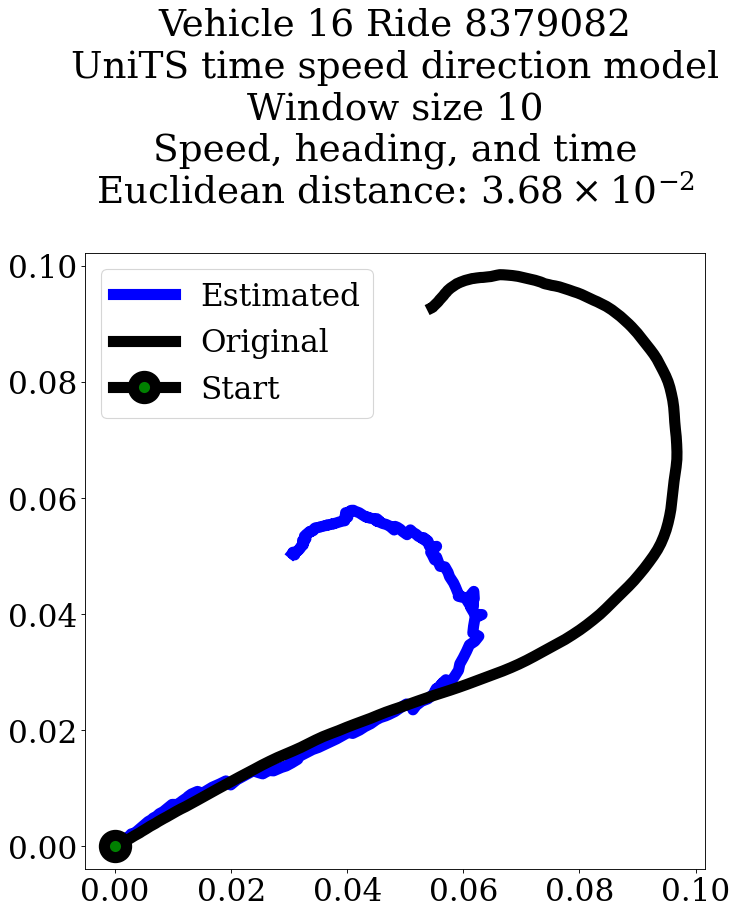 Vehicle 16 Ride 8379082
UniTS time speed direction model
Window size 10
Speed, heading, and time
Euclidean distance: 3.68 × 10⁻²
0.10
0.08
0.06
0.04
0.02
0.00
Estimated
Original
Start
0.00 0.02 0.04 0.06 0.08 0.10